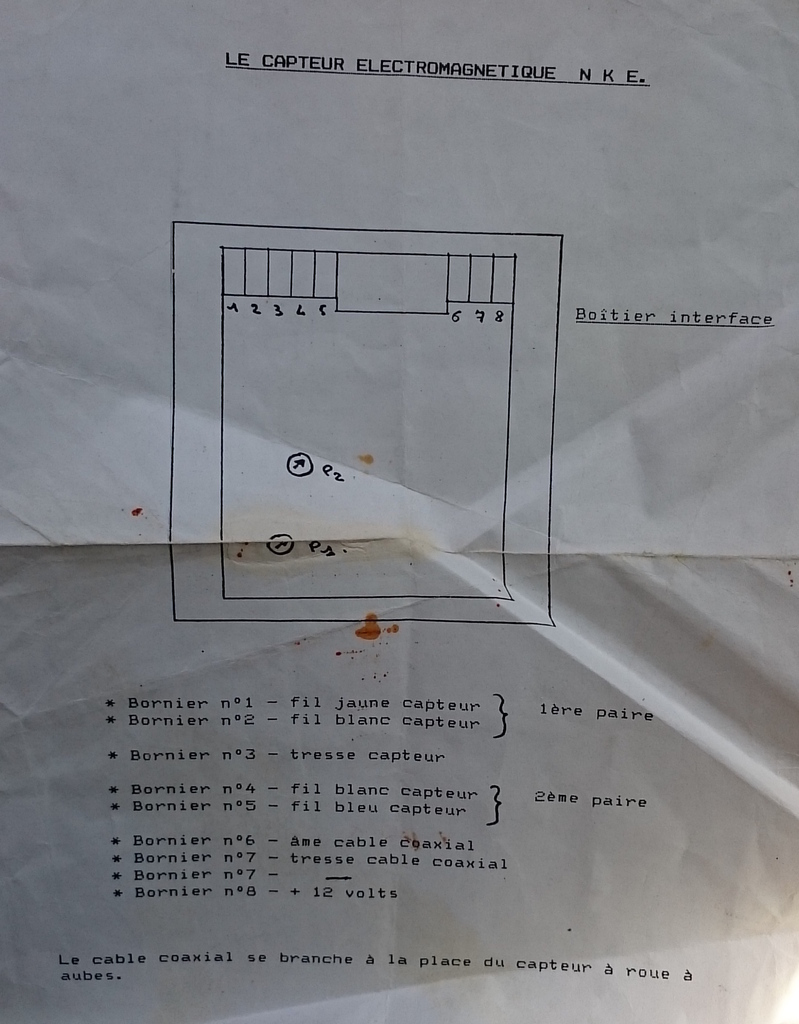 LE CAPTEUR ELECTROMAGNETIQUE N K E.
1 2 3 4 5
6 7 8
Boîtier interface
P2
P1.
* Bornier n°1 - fil jaune capteur } 1ère paire
* Bornier n°2 - fil blanc capteur
* Bornier n°3 - tresse capteur
* Bornier n°4 - fil blanc capteur } 2ème paire
* Bornier n°5 - fil bleu capteur
* Bornier n°6 - âme cable coaxial
* Bornier n°7 - tresse cable coaxial
* Bornier n°7 - —
* Bornier n°8 - + 12 volts
Le cable coaxial se branche à la place du capteur à roue à
aubes.